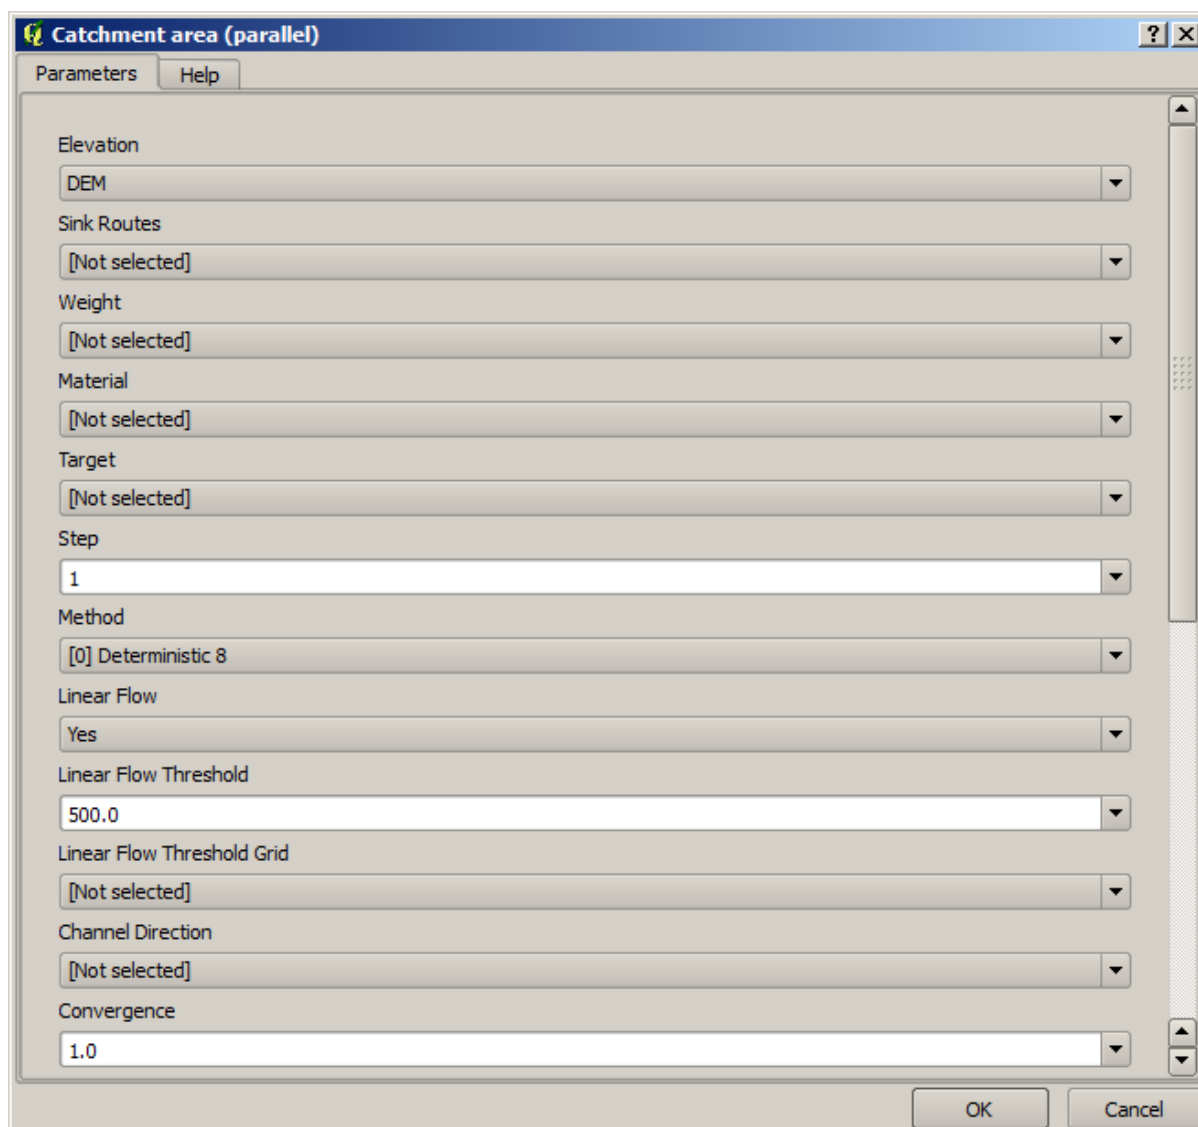 Catchment area (parallel)
Parameters Help
Elevation
DEM
Sink Routes
[Not selected]
Weight
[Not selected]
Material
[Not selected]
Target
[Not selected]
Step
1
Method
[0] Deterministic 8
Linear Flow
Yes
Linear Flow Threshold
500.0
Linear Flow Threshold Grid
[Not selected]
Channel Direction
[Not selected]
Convergence
1.0
OK Cancel